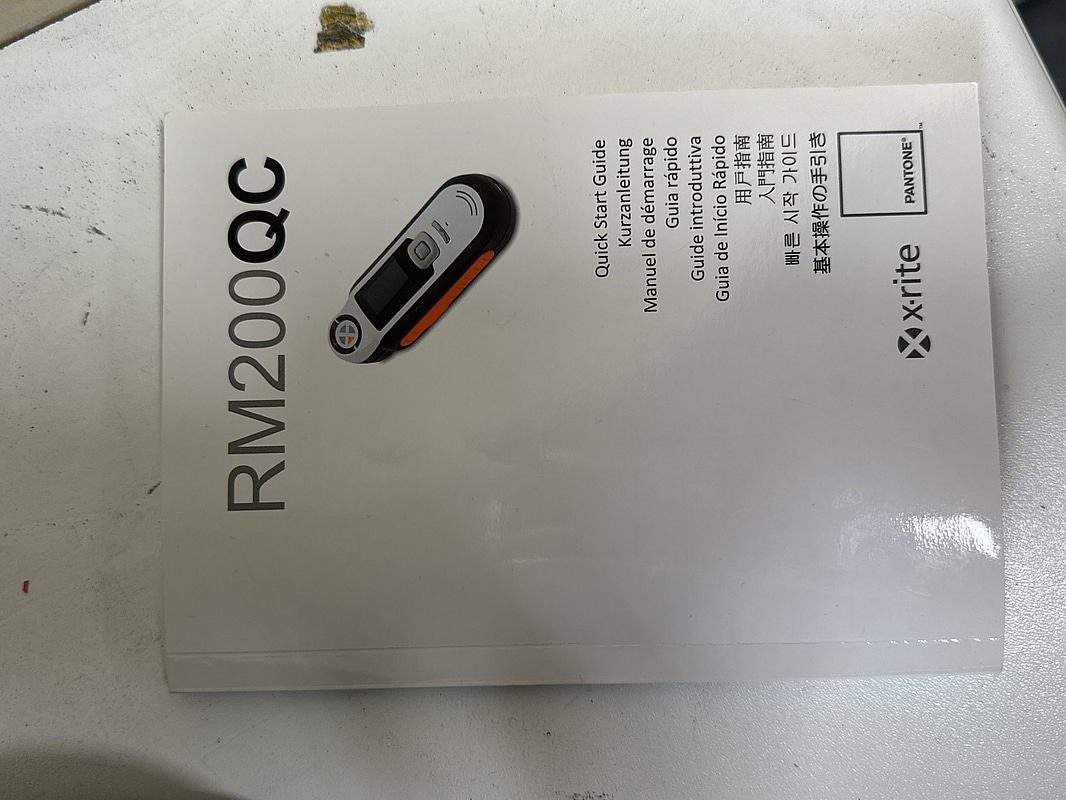 RM200QC
Quick Start Guide
Kurzanleitung
Manuel de démarrage
Guia rápido
Guide introduttiva
Guia de Início Rápido
用户指南
入門指南
빠른 시작 가이드
基本操作の手引き
PANTONE®
™
x·rite